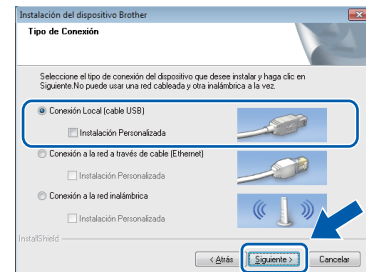 Instalación del dispositivo Brother
Tipo de Conexión
Seleccione el tipo de conexión del dispositivo que desee instalar y haga clic en
Siguiente.No puede usar una red cableada y otra inalámbrica a la vez.
Conexión Local (cable USB)
Instalación Personalizada
Conexión a la red a través de cable (Ethernet)
Instalación Personalizada
Conexión a la red inalámbrica
Instalación Personalizada
InstallShield
< Atrás Siguiente > Cancelar